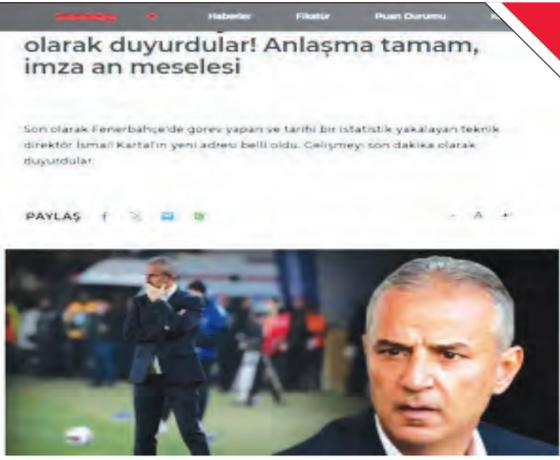 Haberler Fikstür Puan Durumu
olarak duyurdular! Anlaşma tamam,
imza an meselesi
Son olarak Fenerbahçe'de görev yapan ve tarihi bir istatistik yakalayan teknik
direktör İsmail Kartal'ın yeni adresi belli oldu. Gelişmeyi son dakika olarak
duyurdular.
PAYLAŞ f
- A +